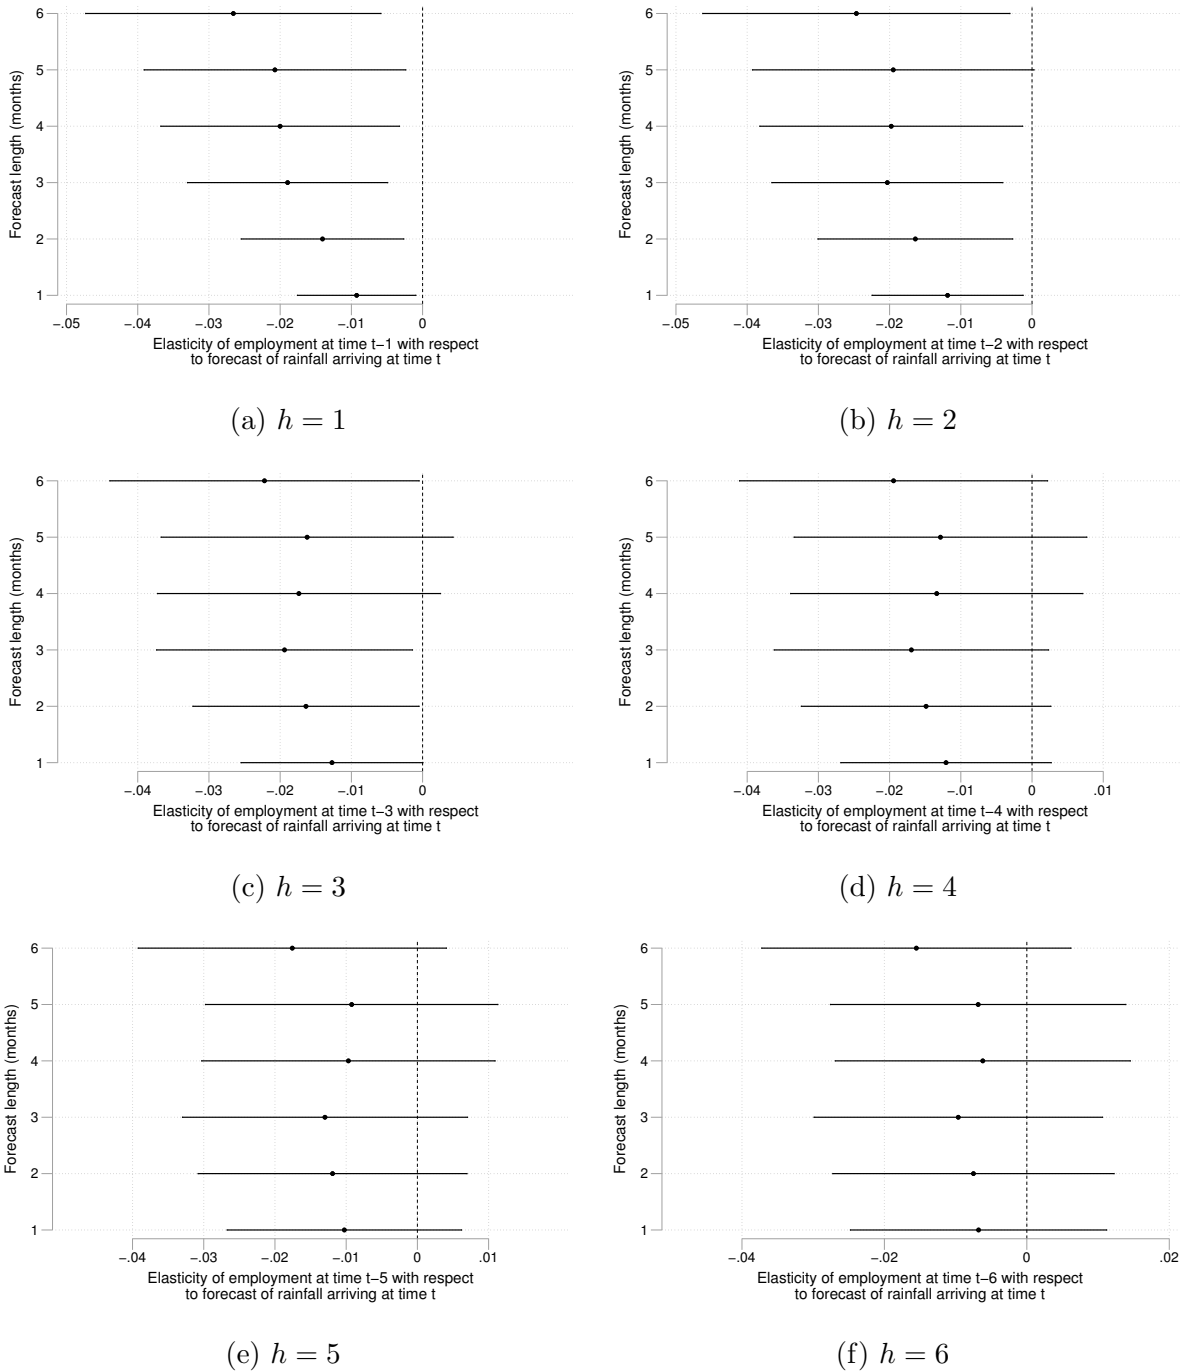 Forecast length (months)
6
5
4
3
2
1
−.05 −.04 −.03 −.02 −.01 0
Elasticity of employment at time t−1 with respect
to forecast of rainfall arriving at time t
(a) h = 1
Forecast length (months)
6
5
4
3
2
1
−.05 −.04 −.03 −.02 −.01 0
Elasticity of employment at time t−2 with respect
to forecast of rainfall arriving at time t
(b) h = 2
Forecast length (months)
6
5
4
3
2
1
−.04 −.03 −.02 −.01 0
Elasticity of employment at time t−3 with respect
to forecast of rainfall arriving at time t
(c) h = 3
Forecast length (months)
6
5
4
3
2
1
−.04 −.03 −.02 −.01 0 .01
Elasticity of employment at time t−4 with respect
to forecast of rainfall arriving at time t
(d) h = 4
Forecast length (months)
6
5
4
3
2
1
−.04 −.03 −.02 −.01 0 .01
Elasticity of employment at time t−5 with respect
to forecast of rainfall arriving at time t
(e) h = 5
Forecast length (months)
6
5
4
3
2
1
−.04 −.02 0 .02
Elasticity of employment at time t−6 with respect
to forecast of rainfall arriving at time t
(f) h = 6